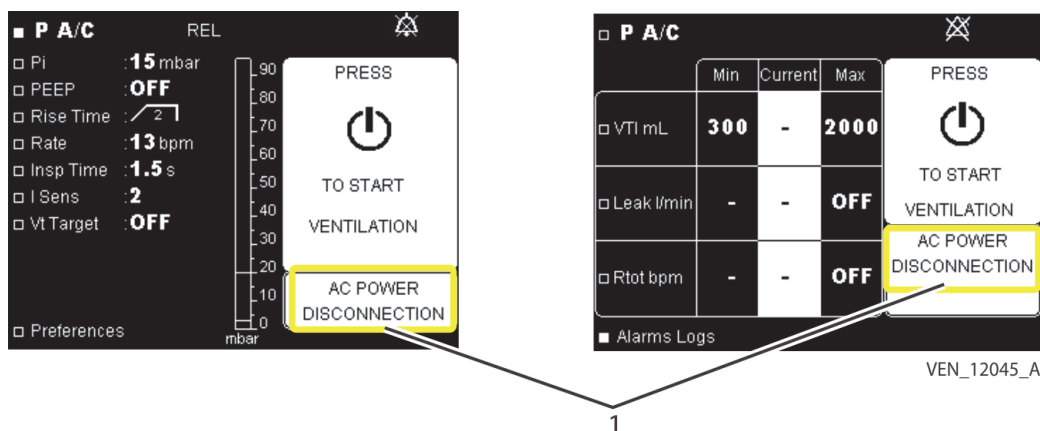 P A/C REL
Pi :15 mbar
PEEP :OFF
Rise Time : 2
Rate :13 bpm
Insp Time :1.5 s
I Sens :2
Vt Target :OFF
Preferences
90
80
70
60
50
40
30
20
10
0
mbar
PRESS
TO START
VENTILATION
AC POWER
DISCONNECTION
P A/C
Min Current Max
VTI mL 300 - 2000
Leak l/min - - OFF
Rtot bpm - - OFF
Alarms Logs
PRESS
TO START
VENTILATION
AC POWER
DISCONNECTION
VEN_12045_A
1